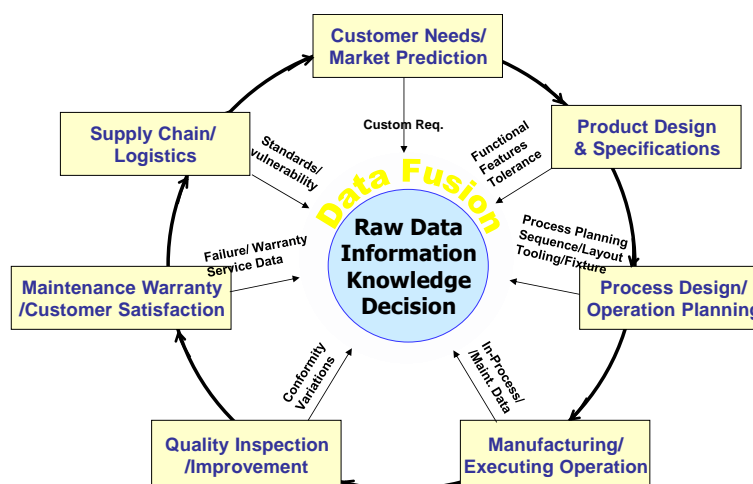 Customer Needs/
Market Prediction
Custom Req.
Supply Chain/
Logistics
Standards/
vulnerability
Functional
Features
Tolerance
Product Design
& Specifications
Data Fusion
Raw Data
Information
Knowledge
Decision
Failure/ Warranty
Service Data
Process Planning
Sequence/Layout
Tooling/Fixture
Maintenance Warranty
/Customer Satisfaction
Process Design/
Operation Planning
Conformity
Variations
In-Process/
/Maint. Data
Quality Inspection
/Improvement
Manufacturing/
Executing Operation